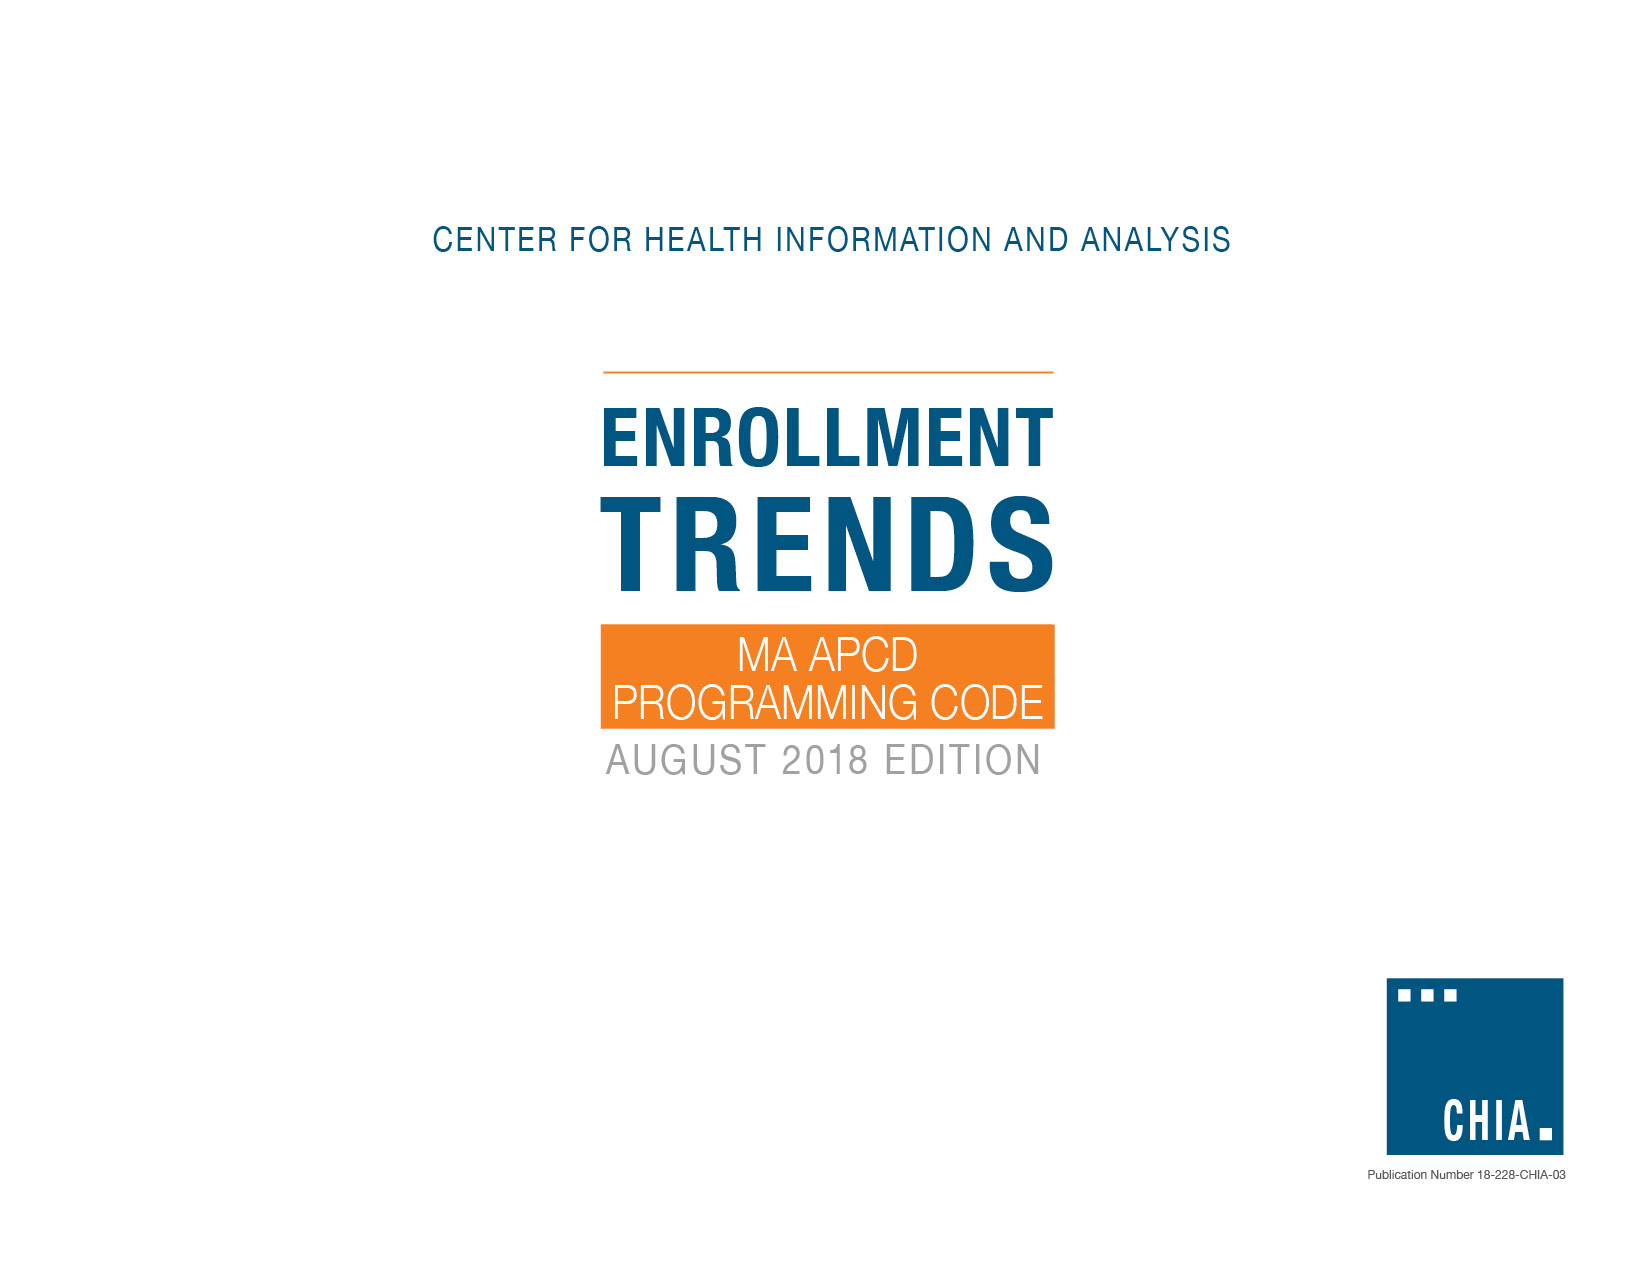 CENTER FOR HEALTH INFORMATION AND ANALYSIS
ENROLLMENT
TRENDS
MA APCD
PROGRAMMING CODE
AUGUST 2018 EDITION
CHIA
Publication Number 18-228-CHIA-03